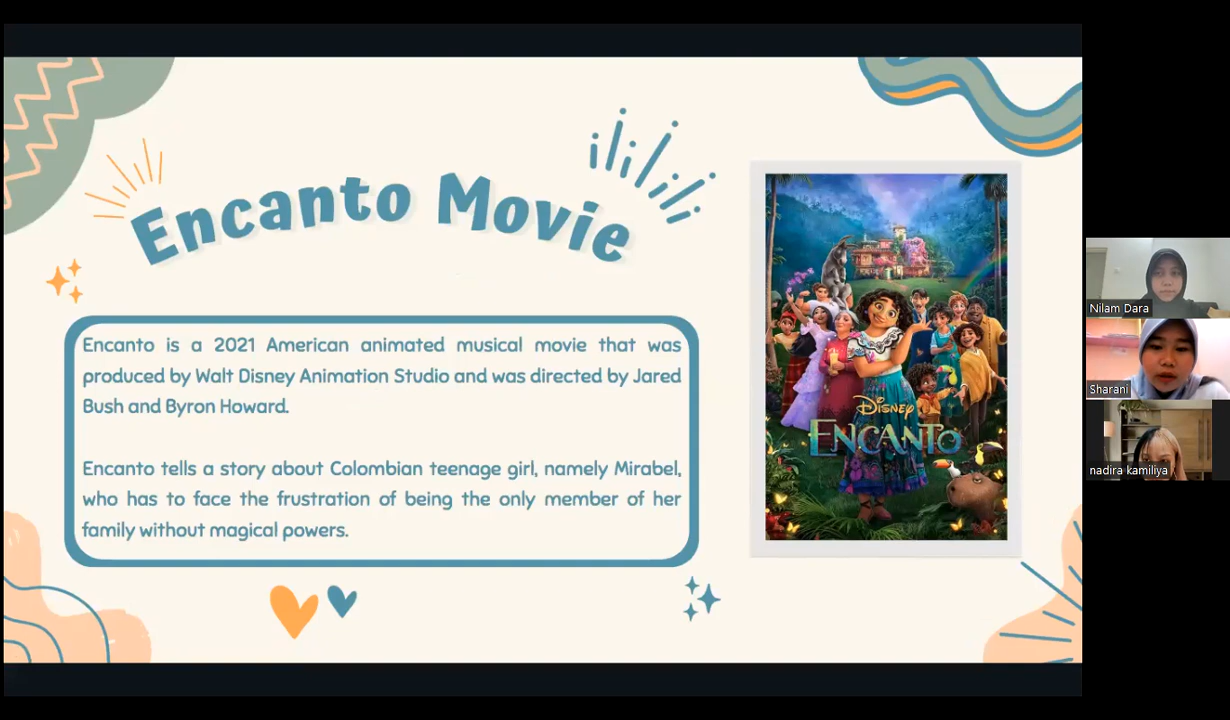 Encanto Movie
Encanto is a 2021 American animated musical movie that was
produced by Walt Disney Animation Studio and was directed by Jared
Bush and Byron Howard.
Encanto tells a story about Colombian teenage girl, namely Mirabel,
who has to face the frustration of being the only member of her
family without magical powers.
Disney
ENCANTO
Nilam Dara
Sharani
nadira kamiliya